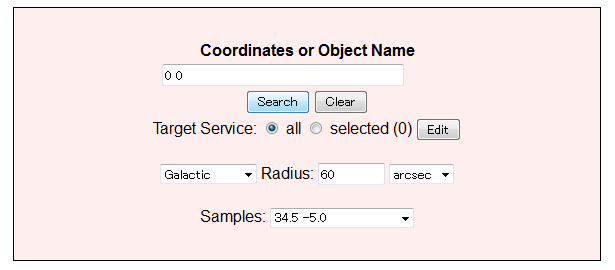 Coordinates or Object Name
0 0
Search Clear
Target Service: all selected (0) Edit
Galactic Radius: 60 arcsec
Samples: 34.5 -5.0